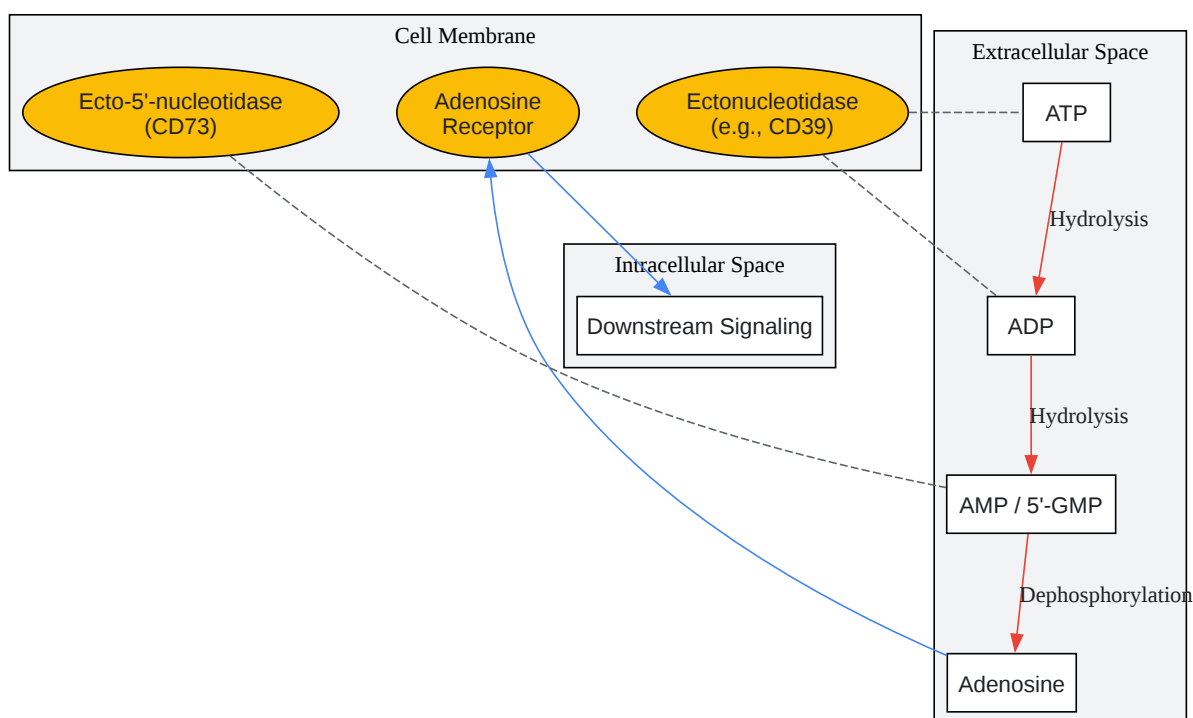 Cell Membrane
Ecto-5'-nucleotidase
(CD73)
Adenosine
Receptor
Ectonucleotidase
(e.g., CD39)
Extracellular Space
ATP
Hydrolysis
Intracellular Space
Downstream Signaling
ADP
Hydrolysis
AMP / 5'-GMP
Dephosphorylation
Adenosine